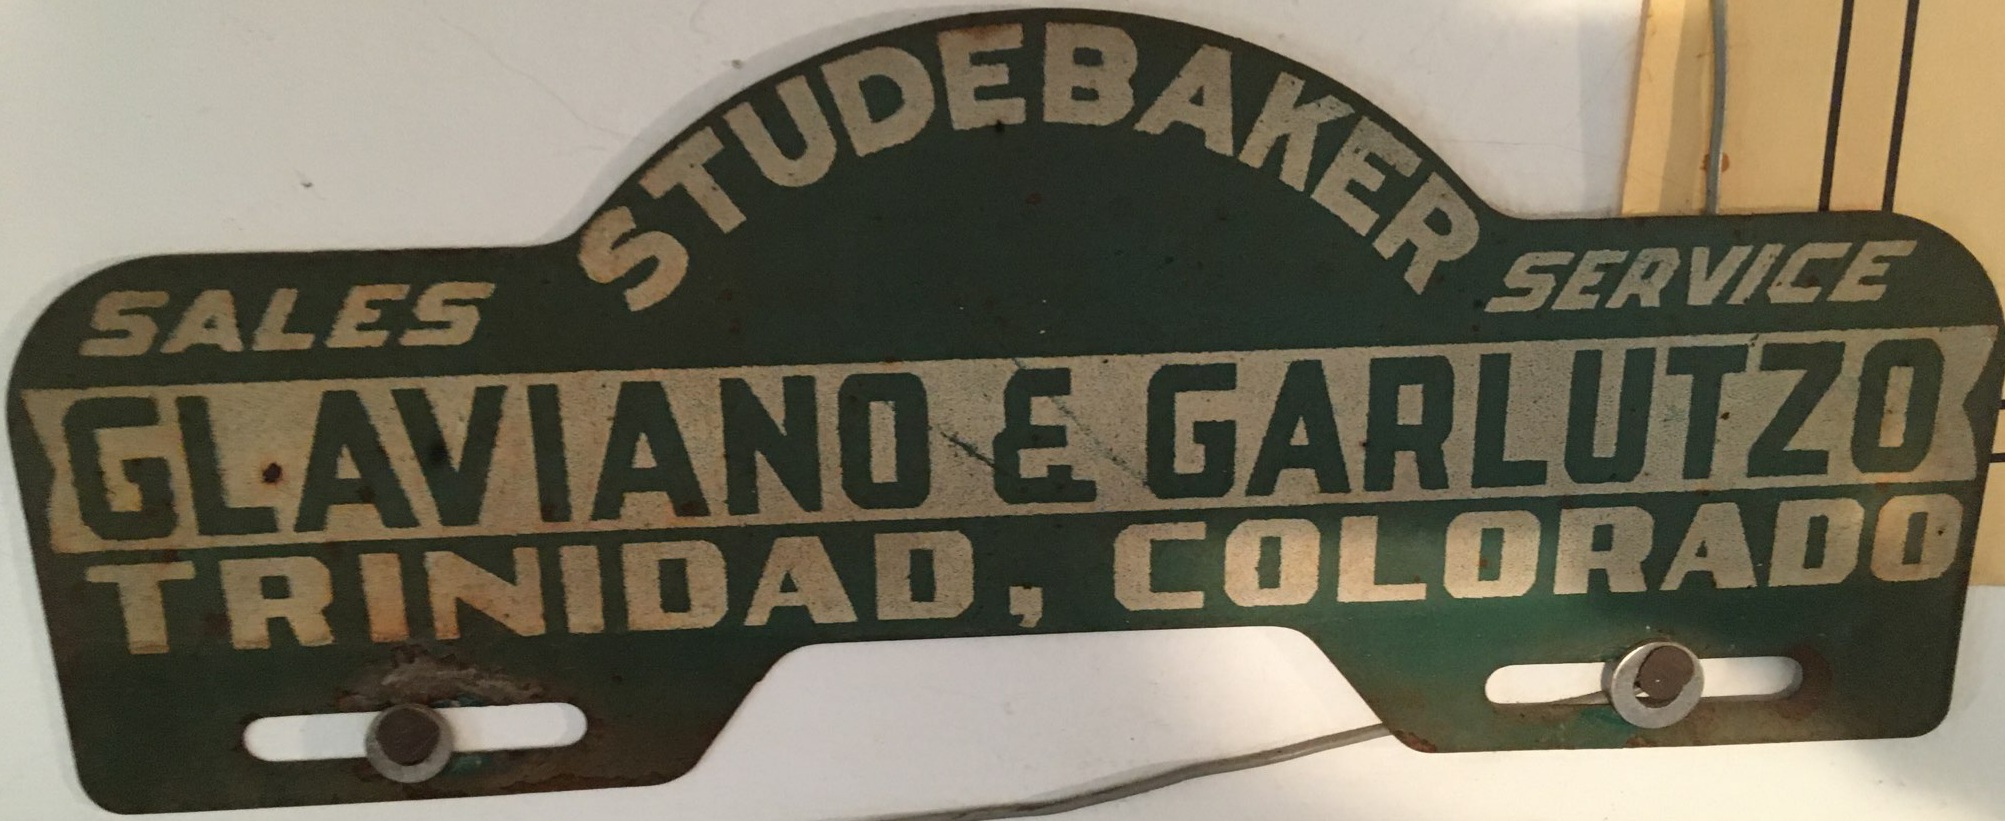 STUDEBAKER
SALES SERVICE
GLAVIANO & GARLUTZO
TRINIDAD, COLORADO